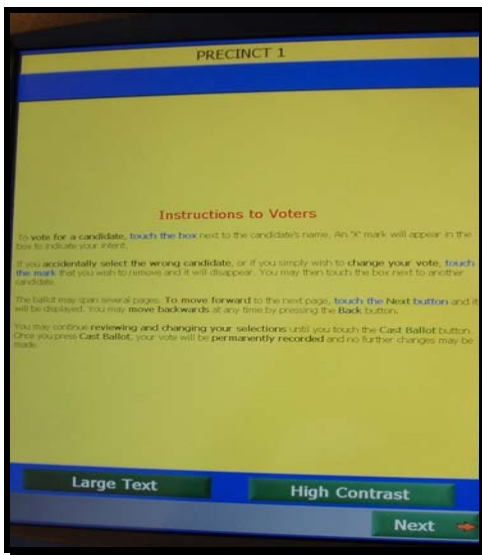 PRECINCT 1
Instructions to Voters
To vote for a candidate, touch the box next to the candidate's name. An "X" mark will appear in the
box to indicate your intent.
If you accidentally select the wrong candidate, or if you simply wish to change your vote, touch
the mark that you wish to remove and it will disappear. You may then touch the box next to another
candidate.
The ballot may span several pages. To move forward to the next page, touch the Next button and it
will be displayed. You may move backwards at any time by pressing the Back button.
You may continue reviewing and changing your selections until you touch the Cast Ballot button.
Once you press Cast Ballot, your vote will be permanently recorded and no further changes may be
made.
Large Text
High Contrast
Next